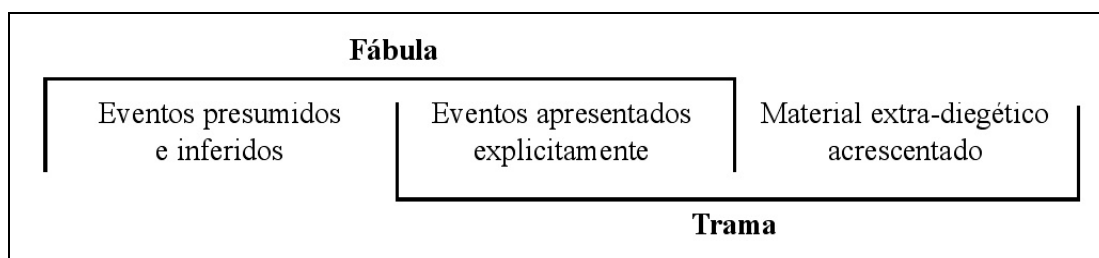 Fábula
Eventos presumidos
e inferidos
Eventos apresentados
explicitamente
Material extra-diegético
acrescentado
Trama